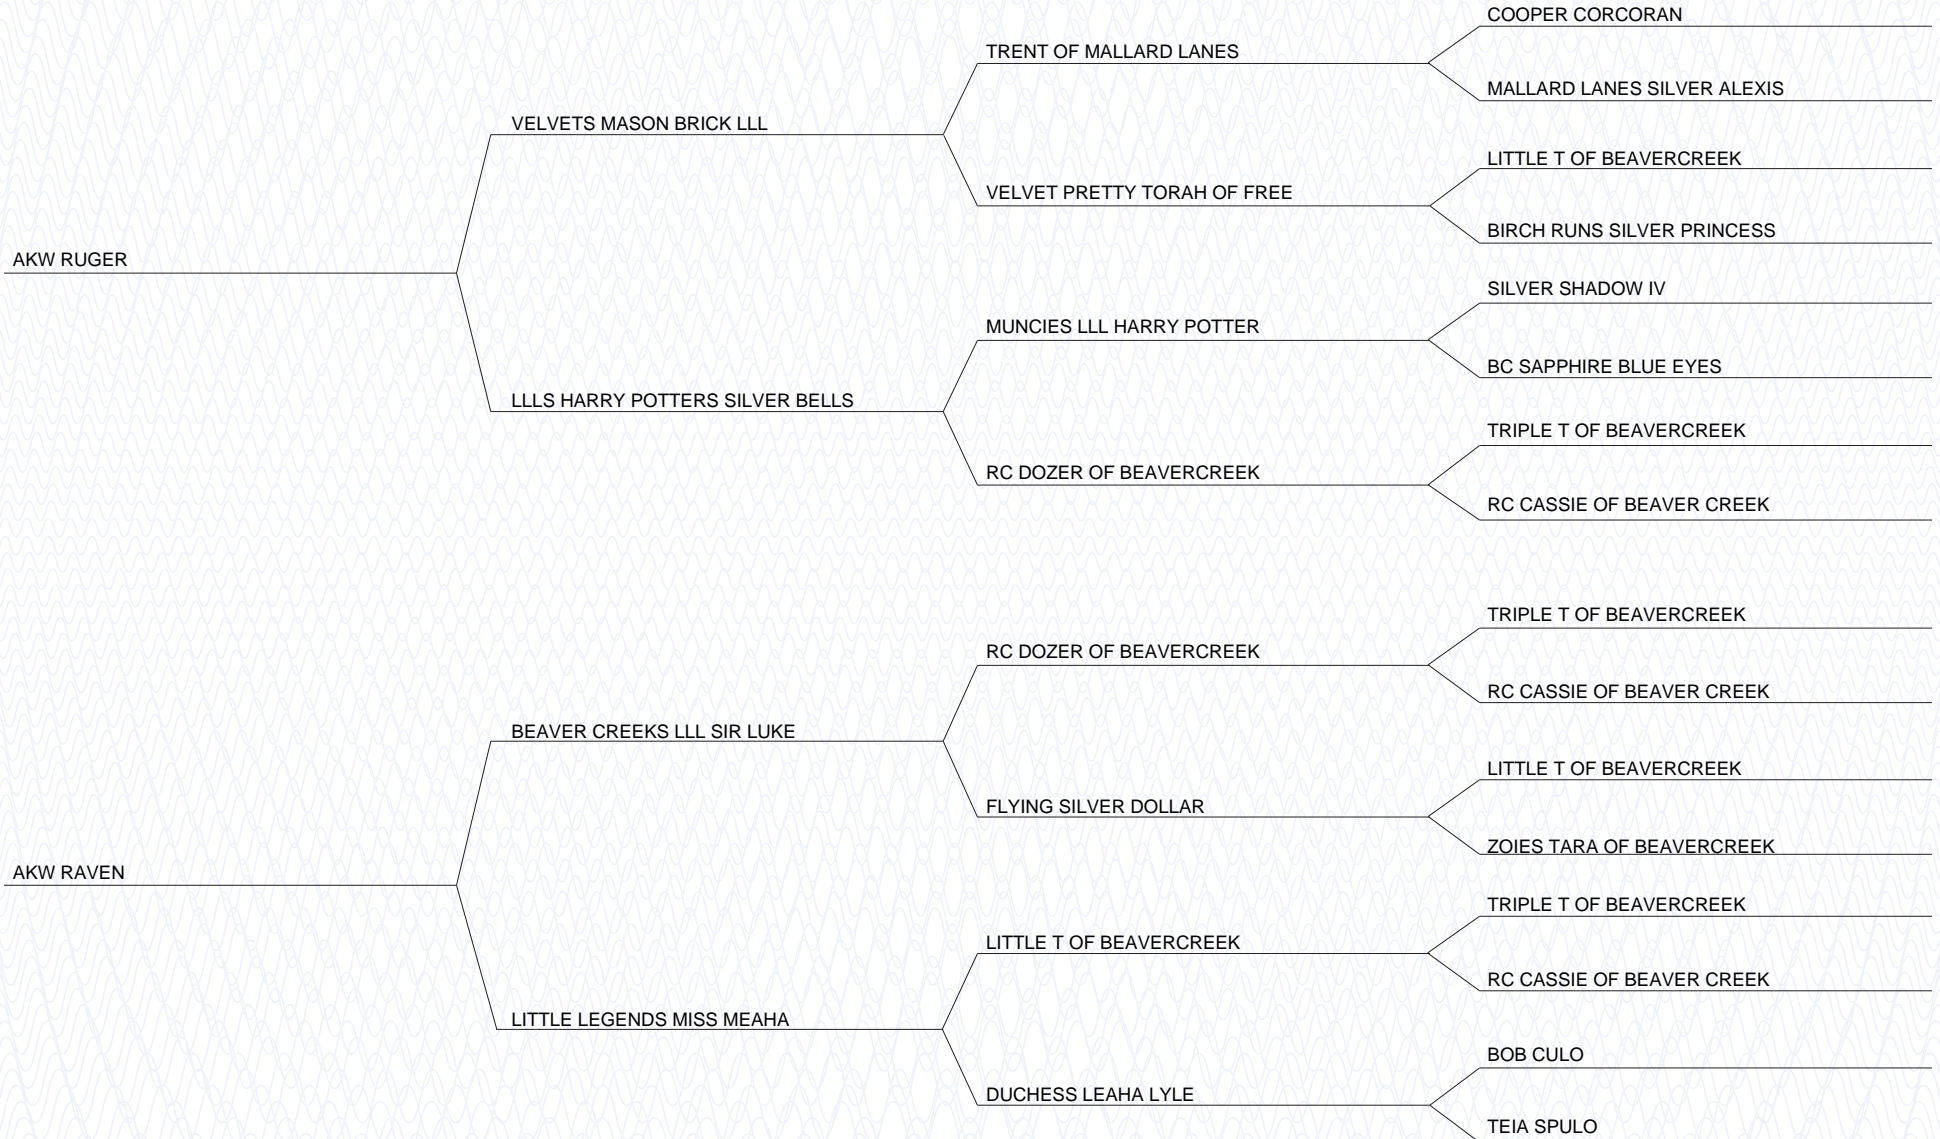 COOPER CORCORAN
TRENT OF MALLARD LANES
MALLARD LANES SILVER ALEXIS
VELVETS MASON BRICK LLL
LITTLE T OF BEAVERCREEK
VELVET PRETTY TORAH OF FREE
BIRCH RUNS SILVER PRINCESS
AKW RUGER
SILVER SHADOW IV
MUNCIES LLL HARRY POTTER
BC SAPPHIRE BLUE EYES
LLLS HARRY POTTERS SILVER BELLS
TRIPLE T OF BEAVERCREEK
RC DOZER OF BEAVERCREEK
RC CASSIE OF BEAVER CREEK
TRIPLE T OF BEAVERCREEK
RC DOZER OF BEAVERCREEK
RC CASSIE OF BEAVER CREEK
BEAVER CREEKS LLL SIR LUKE
LITTLE T OF BEAVERCREEK
FLYING SILVER DOLLAR
ZOIES TARA OF BEAVERCREEK
AKW RAVEN
TRIPLE T OF BEAVERCREEK
LITTLE T OF BEAVERCREEK
RC CASSIE OF BEAVER CREEK
LITTLE LEGENDS MISS MEAHA
BOB CULO
DUCHESS LEAHA LYLE
TEIA SPULO